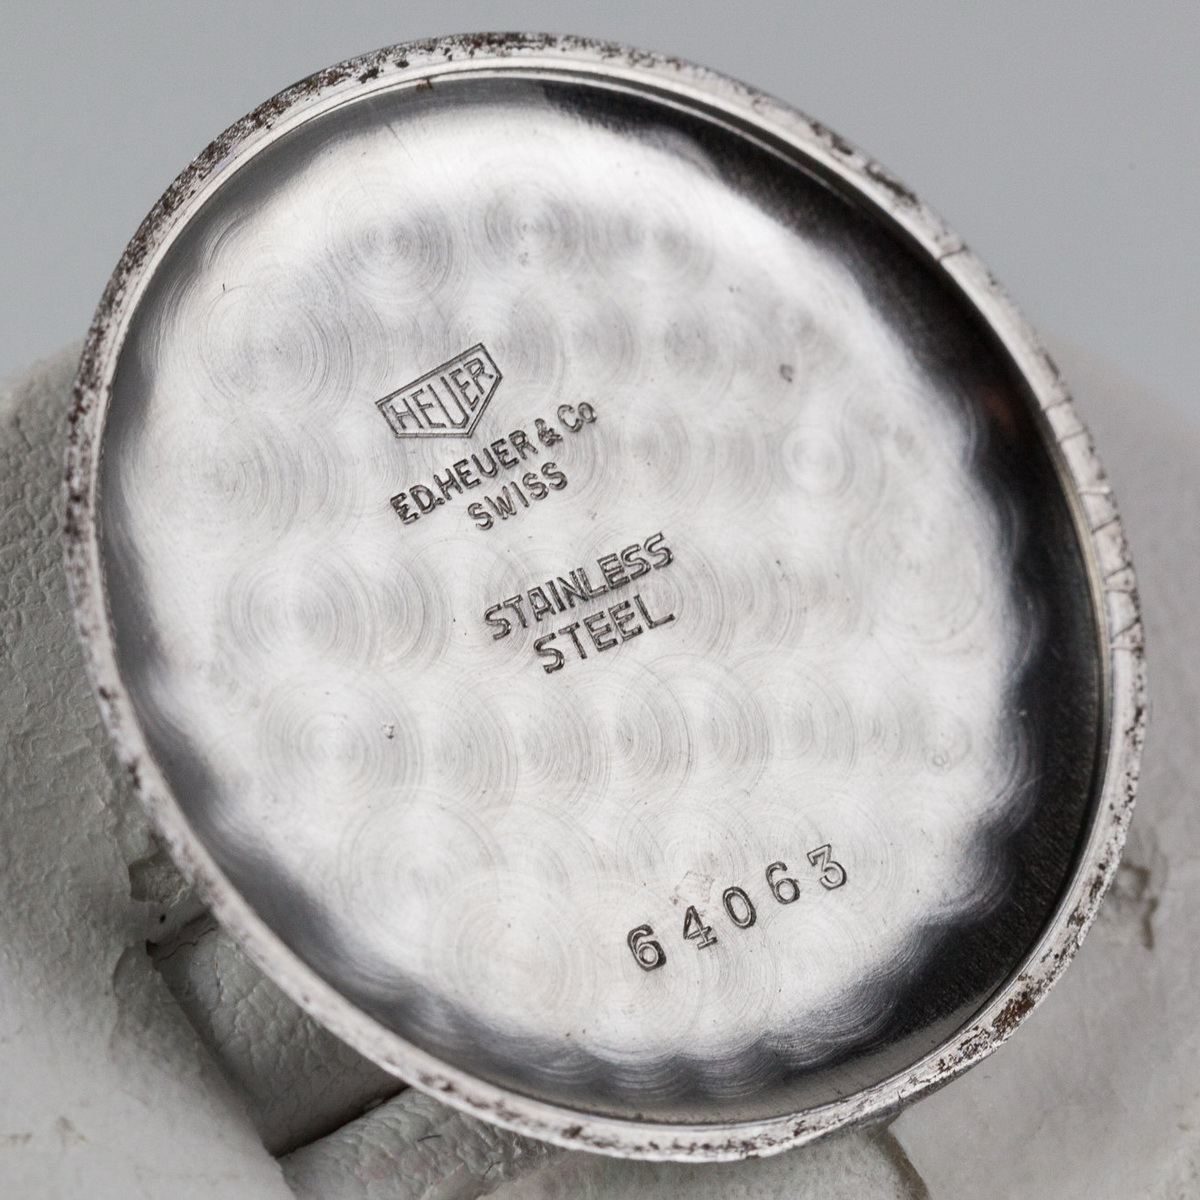 HEUER
ED.HEUER & Co
SWISS
STAINLESS
STEEL
64063